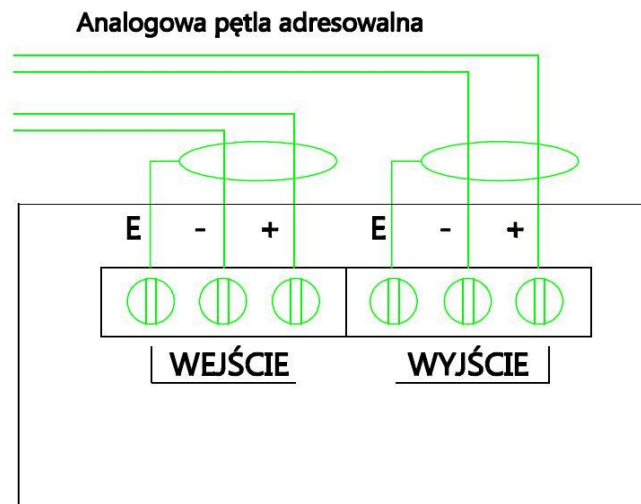 Analogowa pętla adresowalna
E - + E - +
WEJŚCIE WYJŚCIE